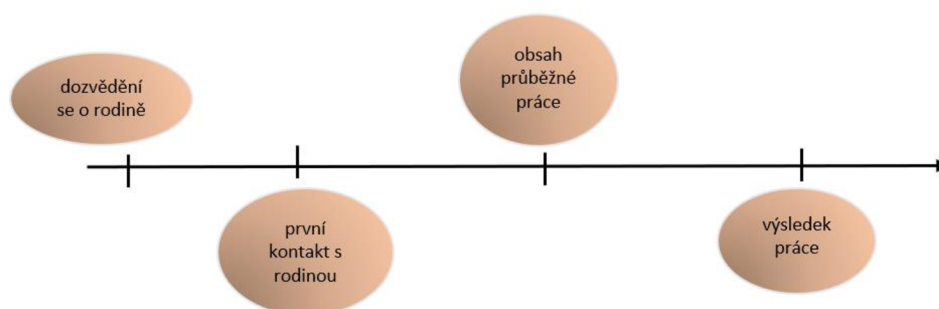 dozvědění
se o rodině
první
kontakt s
rodinou
obsah
průběžné
práce
výsledek
práce